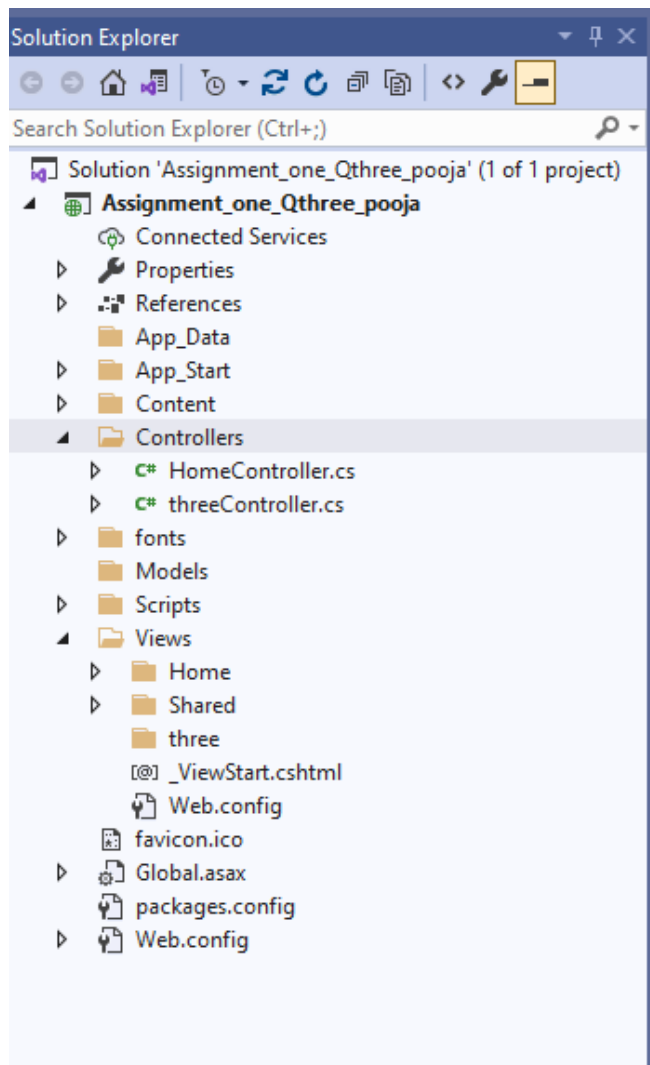 Solution Explorer
Search Solution Explorer (Ctrl+;)
Solution 'Assignment_one_Qthree_pooja' (1 of 1 project)
Assignment_one_Qthree_pooja
Connected Services
Properties
References
App_Data
App_Start
Content
Controllers
C# HomeController.cs
C# threeController.cs
fonts
Models
Scripts
Views
Home
Shared
three
[@] _ViewStart.cshtml
Web.config
favicon.ico
Global.asax
packages.config
Web.config